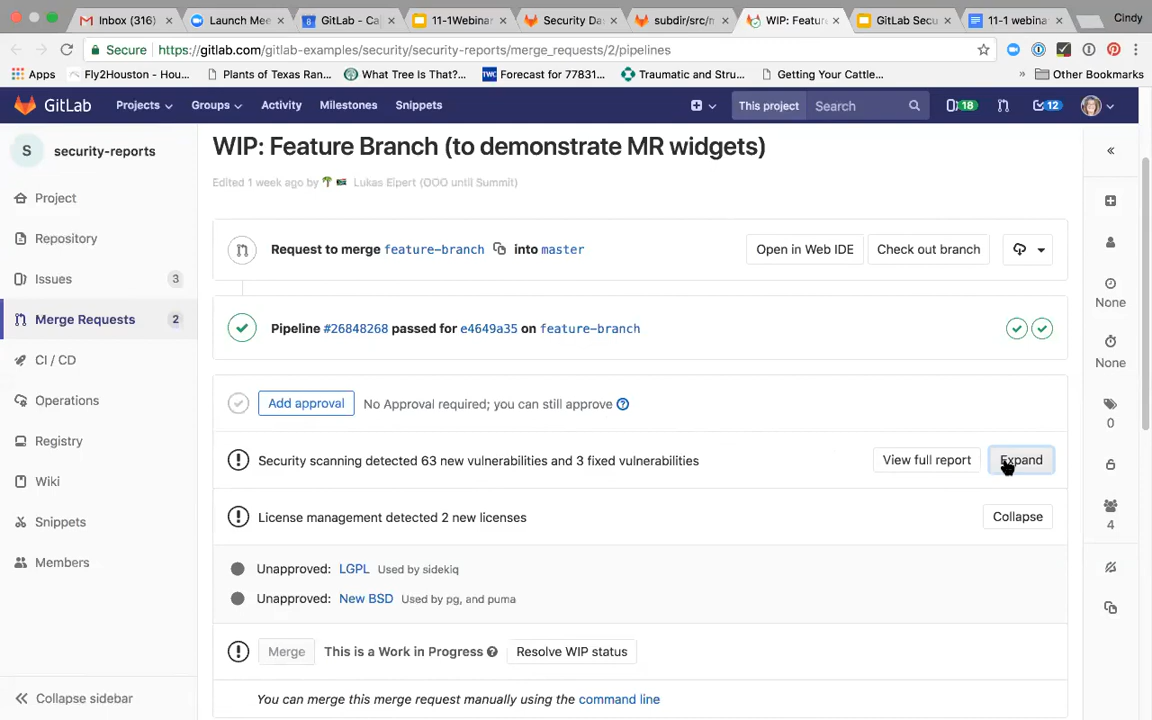 Inbox (316)
Launch Mee
GitLab - Ca
11-1Webinar
Security Da
subdir/src/m
WIP: Featur
GitLab Secu
11-1 webina
Cindy
Secure
https://gitlab.com/gitlab-examples/security/security-reports/merge_requests/2/pipelines
Apps
Fly2Houston - Hou...
Plants of Texas Ran...
What Tree Is That?...
TWC Forecast for 77831...
Traumatic and Stru...
Getting Your Cattle...
»
Other Bookmarks
GitLab
Projects
Groups
Activity
Milestones
Snippets
This project
Search
18
12
S
security-reports
Project
Repository
Issues
3
Merge Requests
2
CI / CD
Operations
Registry
Wiki
Snippets
Members
Collapse sidebar
WIP: Feature Branch (to demonstrate MR widgets)
Edited 1 week ago by Lukas Eipert (OOO until Summit)
Request to merge feature-branch into master
Open in Web IDE
Check out branch
Pipeline #26848268 passed for e4649a35 on feature-branch
Add approval
No Approval required; you can still approve
Security scanning detected 63 new vulnerabilities and 3 fixed vulnerabilities
View full report
Expand
License management detected 2 new licenses
Collapse
Unapproved: LGPL Used by sidekiq
Unapproved: New BSD Used by pg, and puma
Merge
This is a Work in Progress
Resolve WIP status
You can merge this merge request manually using the command line
None
None
0
4